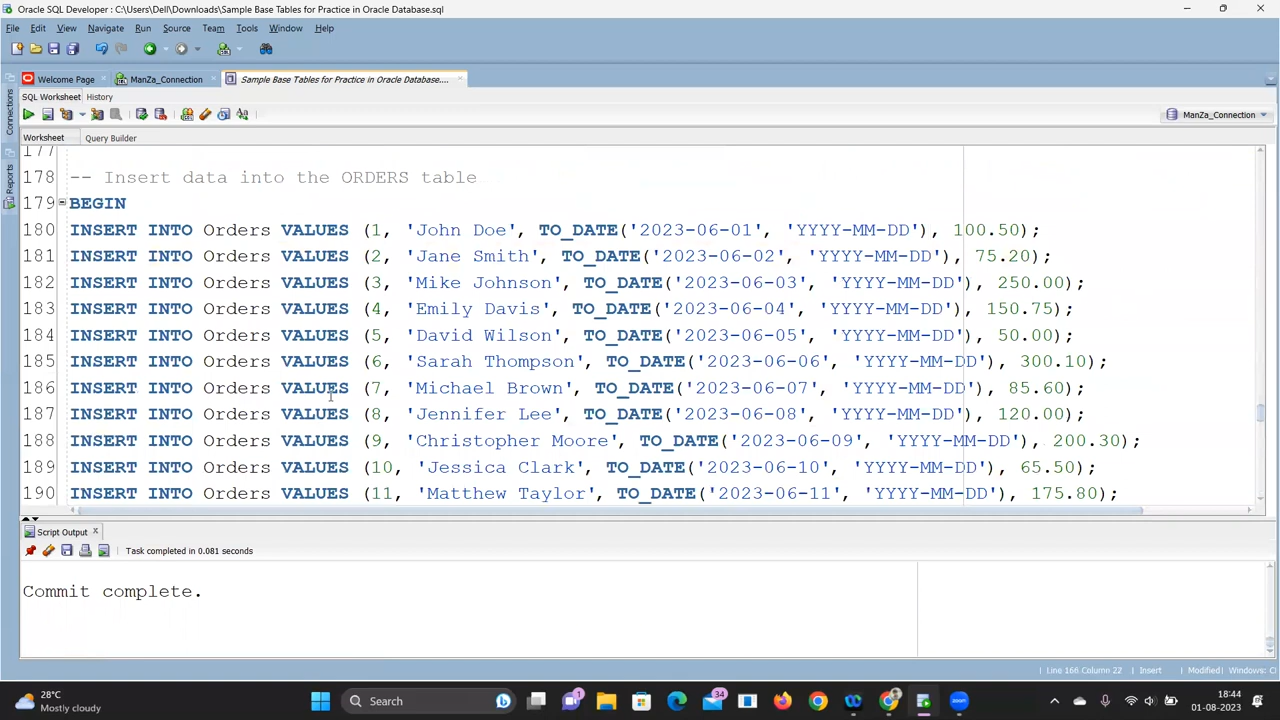 Oracle SQL Developer : C:\Users\Dell\Downloads\Sample Base Tables for Practice in Oracle Database.sql
File Edit View Navigate Run Source Team Tools Window Help
Welcome Page ManZa_Connection Sample Base Tables for Practice in Oracle Database....
SQL Worksheet History
ManZa_Connection
Worksheet Query Builder
Connections
Reports
177
178 -- Insert data into the ORDERS table
179 BEGIN
180 INSERT INTO Orders VALUES (1, 'John Doe', TO_DATE('2023-06-01', 'YYYY-MM-DD'), 100.50);
181 INSERT INTO Orders VALUES (2, 'Jane Smith', TO_DATE('2023-06-02', 'YYYY-MM-DD'), 75.20);
182 INSERT INTO Orders VALUES (3, 'Mike Johnson', TO_DATE('2023-06-03', 'YYYY-MM-DD'), 250.00);
183 INSERT INTO Orders VALUES (4, 'Emily Davis', TO_DATE('2023-06-04', 'YYYY-MM-DD'), 150.75);
184 INSERT INTO Orders VALUES (5, 'David Wilson', TO_DATE('2023-06-05', 'YYYY-MM-DD'), 50.00);
185 INSERT INTO Orders VALUES (6, 'Sarah Thompson', TO_DATE('2023-06-06', 'YYYY-MM-DD'), 300.10);
186 INSERT INTO Orders VALUES (7, 'Michael Brown', TO_DATE('2023-06-07', 'YYYY-MM-DD'), 85.60);
187 INSERT INTO Orders VALUES (8, 'Jennifer Lee', TO_DATE('2023-06-08', 'YYYY-MM-DD'), 120.00);
188 INSERT INTO Orders VALUES (9, 'Christopher Moore', TO_DATE('2023-06-09', 'YYYY-MM-DD'), 200.30);
189 INSERT INTO Orders VALUES (10, 'Jessica Clark', TO_DATE('2023-06-10', 'YYYY-MM-DD'), 65.50);
190 INSERT INTO Orders VALUES (11, 'Matthew Taylor', TO_DATE('2023-06-11', 'YYYY-MM-DD'), 175.80);
Script Output
Task completed in 0.081 seconds
Commit complete.
Line 166 Column 22 Insert Modified Windows: C
28°C
Mostly cloudy
Search
1
34
18:44
01-08-2023